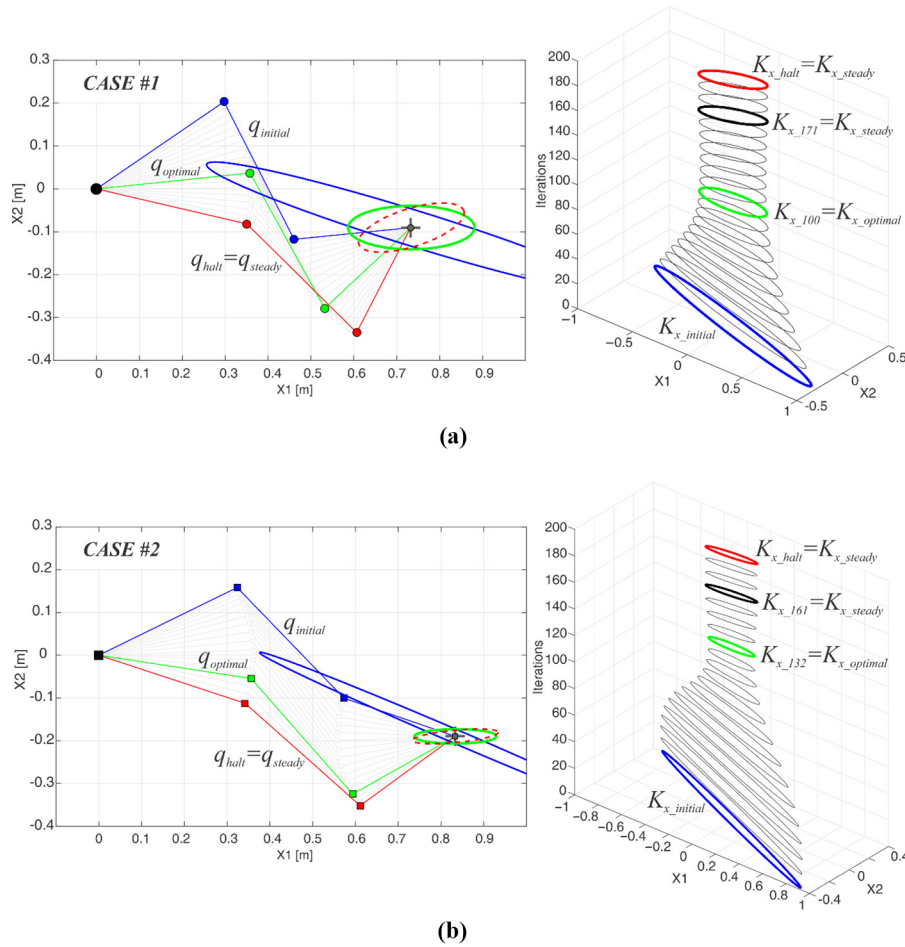 (a)
CASE #1
0.3
0.2
0.1
0
-0.1
-0.2
-0.3
-0.4
X2 [m]
q_initial
q_optimal
q_halt=q_steady
0 0.1 0.2 0.3 0.4 0.5 0.6 0.7 0.8 0.9
X1 [m]
200
180
160
140
120
100
80
60
40
20
0
Iterations
K_x_halt=K_x_steady
K_x_171=K_x_steady
K_x_100=K_x_optimal
K_x_initial
-1 -0.5 0 0.5 1
X1
-0.5 0 0.5
X2
(a)
CASE #2
0.3
0.2
0.1
0
-0.1
-0.2
-0.3
-0.4
X2 [m]
q_initial
q_optimal
q_halt=q_steady
0 0.1 0.2 0.3 0.4 0.5 0.6 0.7 0.8 0.9
X1 [m]
200
180
160
140
120
100
80
60
40
20
0
Iterations
K_x_halt=K_x_steady
K_x_161=K_x_steady
K_x_132=K_x_optimal
K_x_initial
-1 -0.8 -0.6 -0.4 -0.2 0 0.2 0.4 0.6 0.8 1
X1
-0.4 -0.2 0 0.2 0.4
X2
(b)